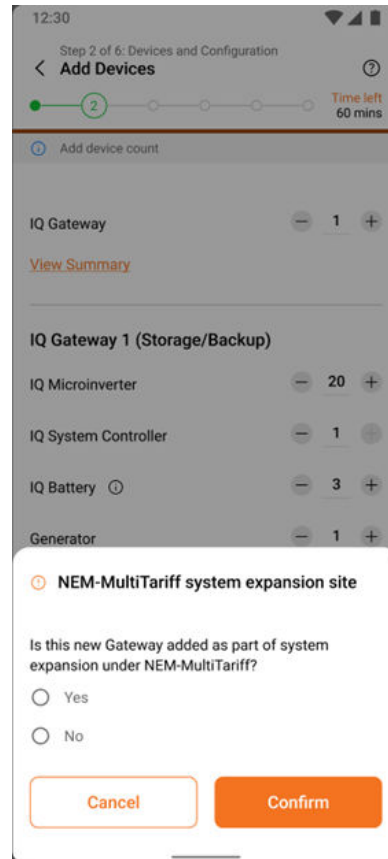 12:30
Step 2 of 6: Devices and Configuration
Add Devices
2
Time left
60 mins
Add device count
IQ Gateway
1
View Summary
IQ Gateway 1 (Storage/Backup)
IQ Microinverter
20
IQ System Controller
1
IQ Battery
3
Generator
1
NEM-MultiTariff system expansion site
Is this new Gateway added as part of system
expansion under NEM-MultiTariff?
Yes
No
Cancel
Confirm